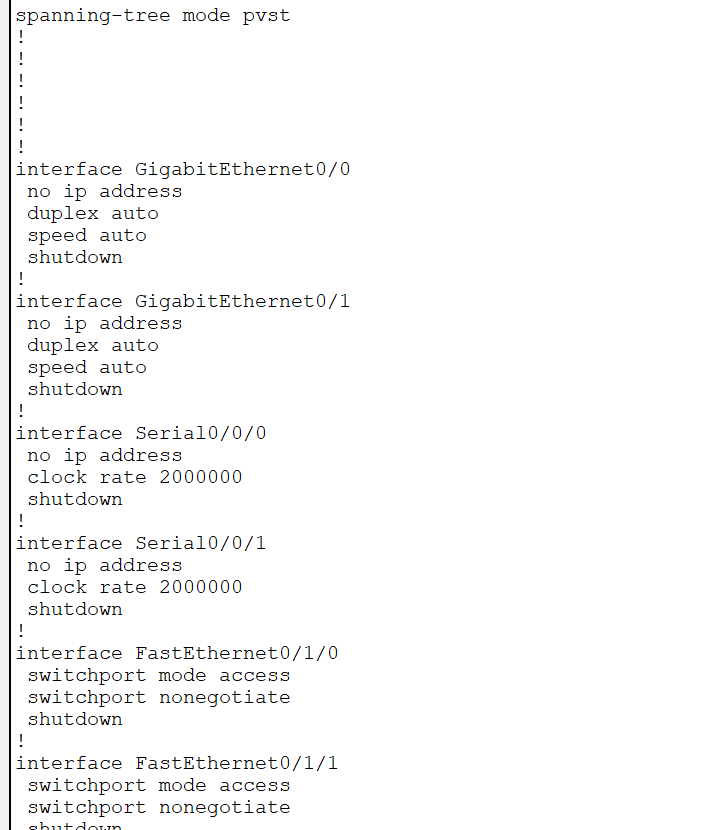 spanning-tree mode pvst
!
!
!
!
!
!
interface GigabitEthernet0/0
 no ip address
 duplex auto
 speed auto
 shutdown
!
interface GigabitEthernet0/1
 no ip address
 duplex auto
 speed auto
 shutdown
!
interface Serial0/0/0
 no ip address
 clock rate 2000000
 shutdown
!
interface Serial0/0/1
 no ip address
 clock rate 2000000
 shutdown
!
interface FastEthernet0/1/0
 switchport mode access
 switchport nonegotiate
 shutdown
!
interface FastEthernet0/1/1
 switchport mode access
 switchport nonegotiate
 shutdown